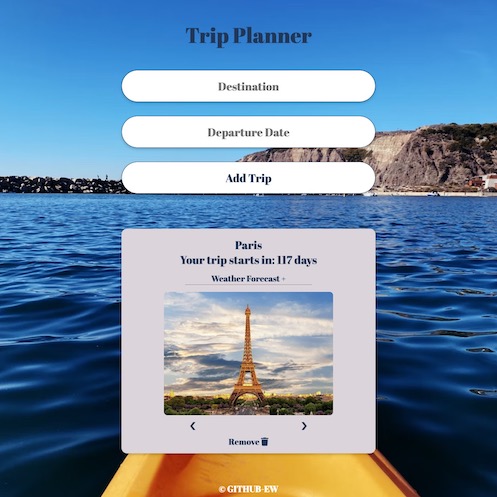 Trip Planner
Destination
Departure Date
Add Trip
Paris
Your trip starts in: 117 days
Weather Forecast +
Remove
© GITHUB-EW